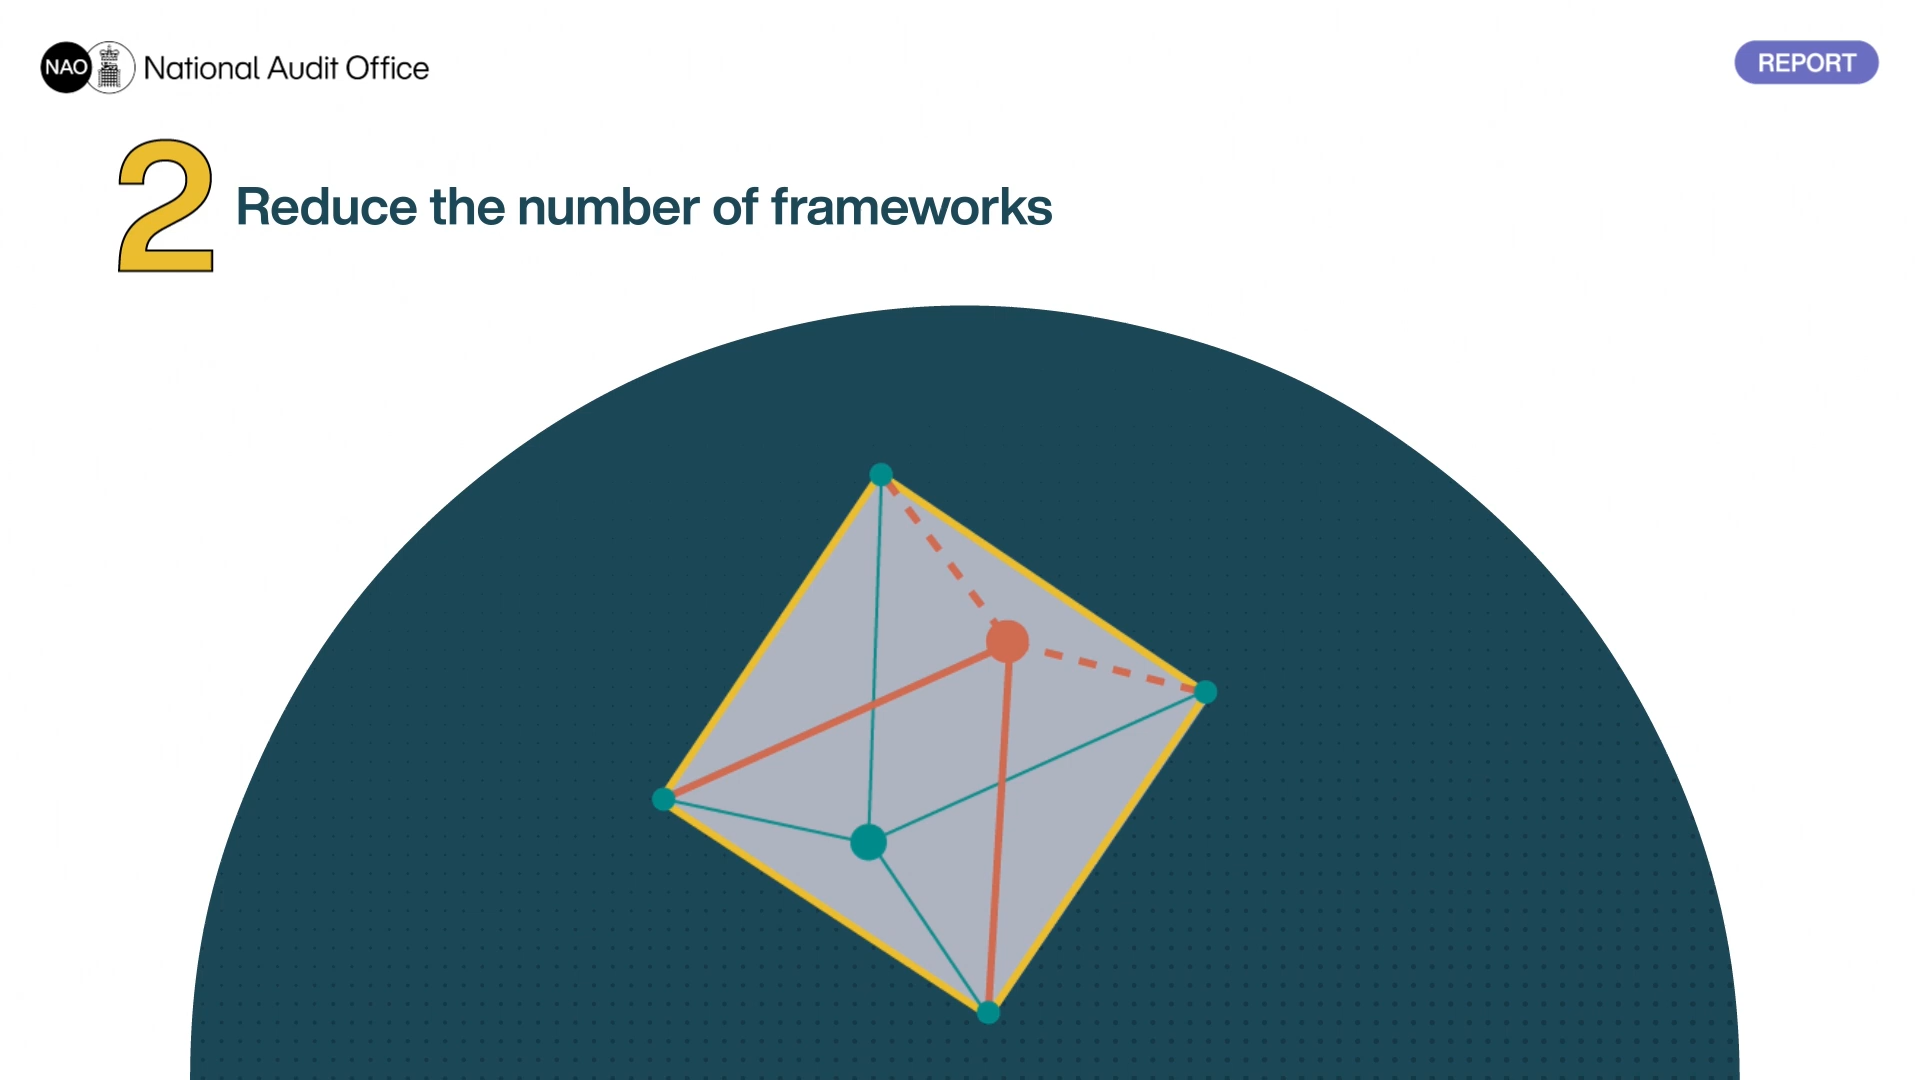 NAO National Audit Office
REPORT
2 Reduce the number of frameworks